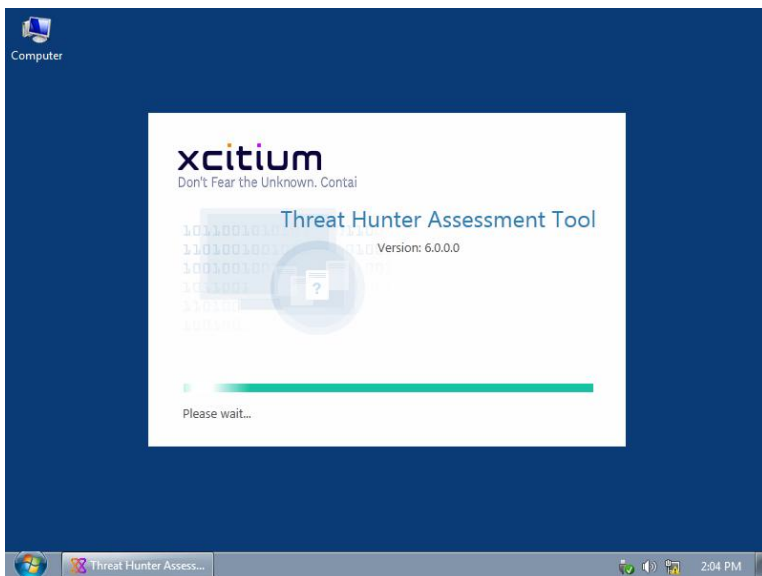 Computer
xcitium
Don't Fear the Unknown. Contai
Threat Hunter Assessment Tool
Version: 6.0.0.0
?
Please wait...
Threat Hunter Assess...
2:04 PM